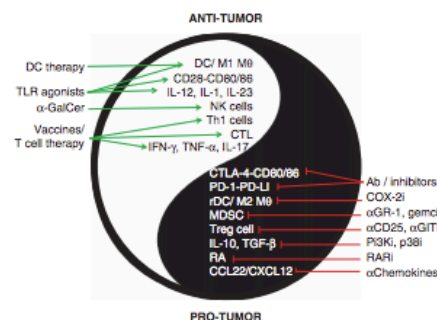 ANTI-TUMOR
DC therapy
TLR agonists
α-GalCer
Vaccines/
T cell therapy
DC/ M1 Mθ
CD28-CD80/86
IL-12, IL-1, IL-23
NK cells
Th1 cells
CTL
IFN-γ, TNF-α, IL-17
CTLA-4-CD80/86
PD-1-PD-LI
rDC/ M2 Mθ
MDSC
Treg cell
IL-10, TGF-β
RA
CCL22/CXCL12
Ab / inhibitors
COX-2i
αGR-1, gemci
αCD25, αGIT
Pi3Ki, p38i
RARi
αChemokines
PRO-TUMOR